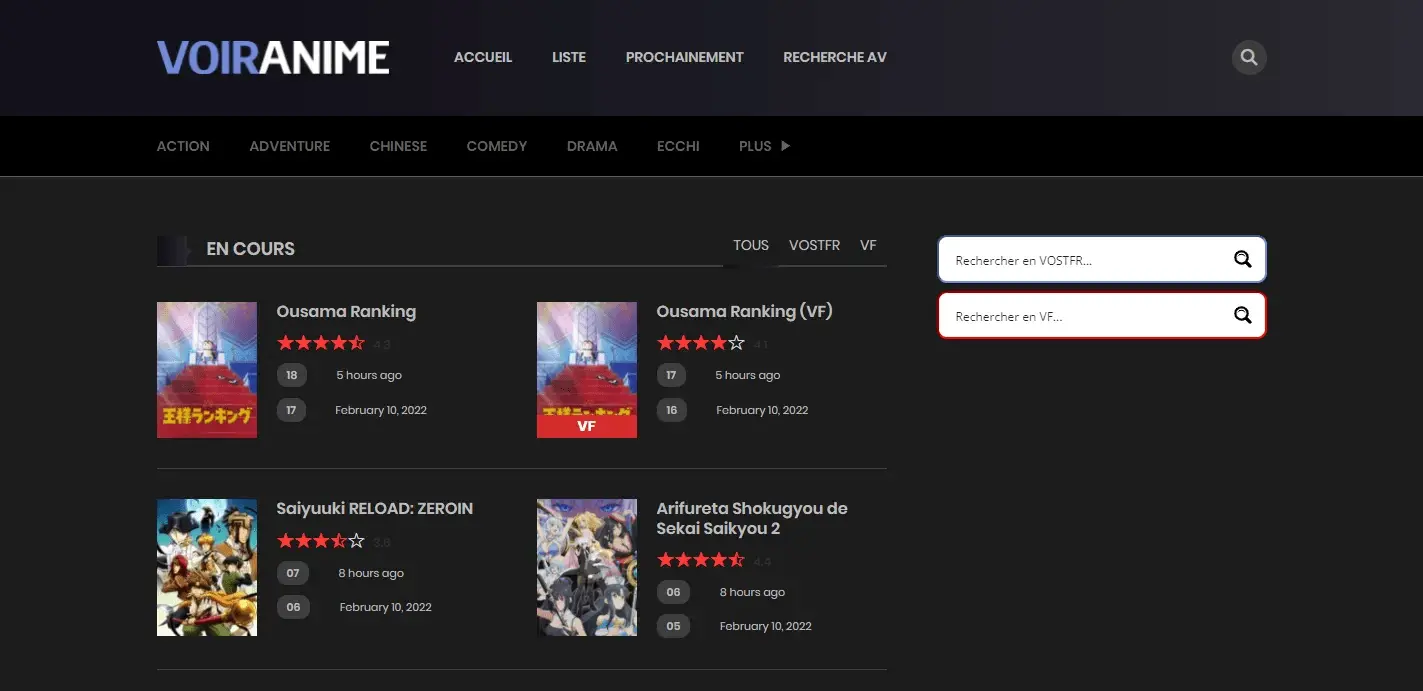 VOIRANIME
ACCUEIL LISTE PROCHAINEMENT RECHERCHE AV
ACTION ADVENTURE CHINESE COMEDY DRAMA ECCHI PLUS
EN COURS
TOUS VOSTFR VF
Rechercher en VOSTFR...
Rechercher en VF...
Ousama Ranking
4.3
18 5 hours ago
17 February 10, 2022
王様ランキング
Ousama Ranking (VF)
4.1
17 5 hours ago
16 February 10, 2022
VF
Saiyuuki RELOAD: ZEROIN
3.8
07 8 hours ago
06 February 10, 2022
Arifureta Shokugyou de
Sekai Saikyou 2
4.4
06 8 hours ago
05 February 10, 2022